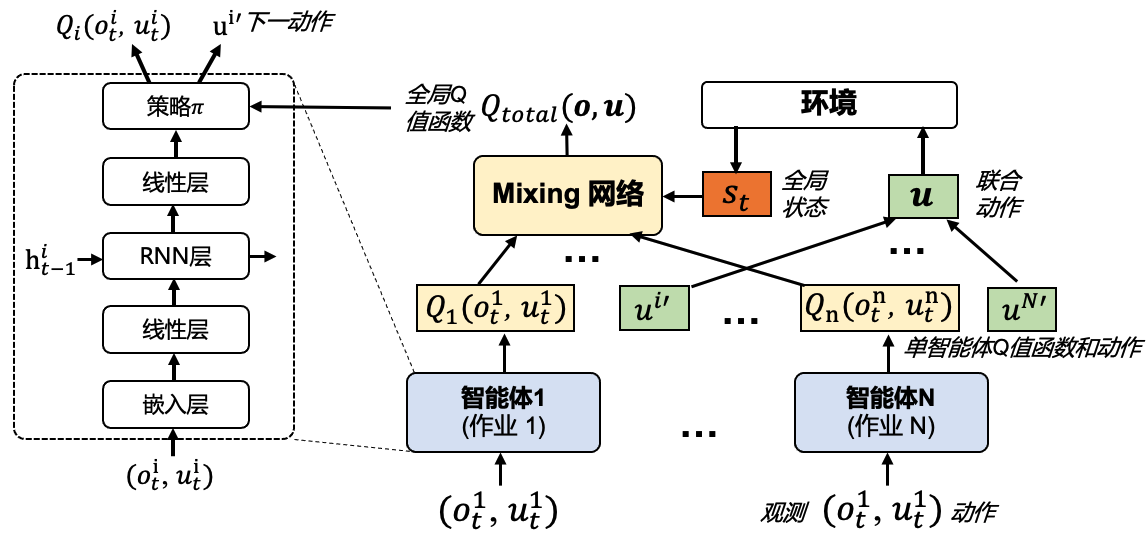 Q_i(o_t^i, u_t^i)
u^{i′} 下一动作
策略π
线性层
h_{t−1}^i
RNN层
线性层
嵌入层
(o_t^i, u_t^i)
全局Q
值函数
Q_{total}(o, u)
环境
Mixing 网络
s_t
全局
状态
u
联合
动作
...
...
Q_1(o_t^1, u_t^1)
u^{i′}
...
Q_n(o_t^n, u_t^n)
u^{N′}
单智能体Q值函数和动作
智能体1
(作业 1)
...
智能体N
(作业 N)
(o_t^1, u_t^1)
观测 (o_t^1, u_t^1) 动作